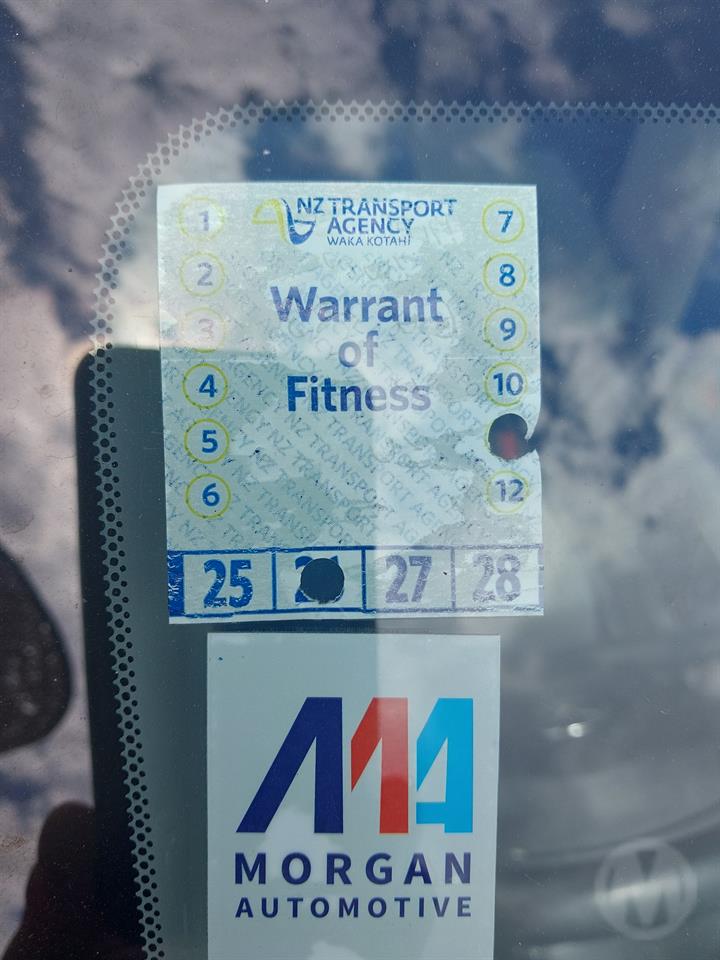 NZ TRANSPORT
AGENCY
WAKA KOTAHI
Warrant
of
Fitness
1
2
3
4
5
6
7
8
9
10
12
25
27
28
MORGAN
AUTOMOTIVE